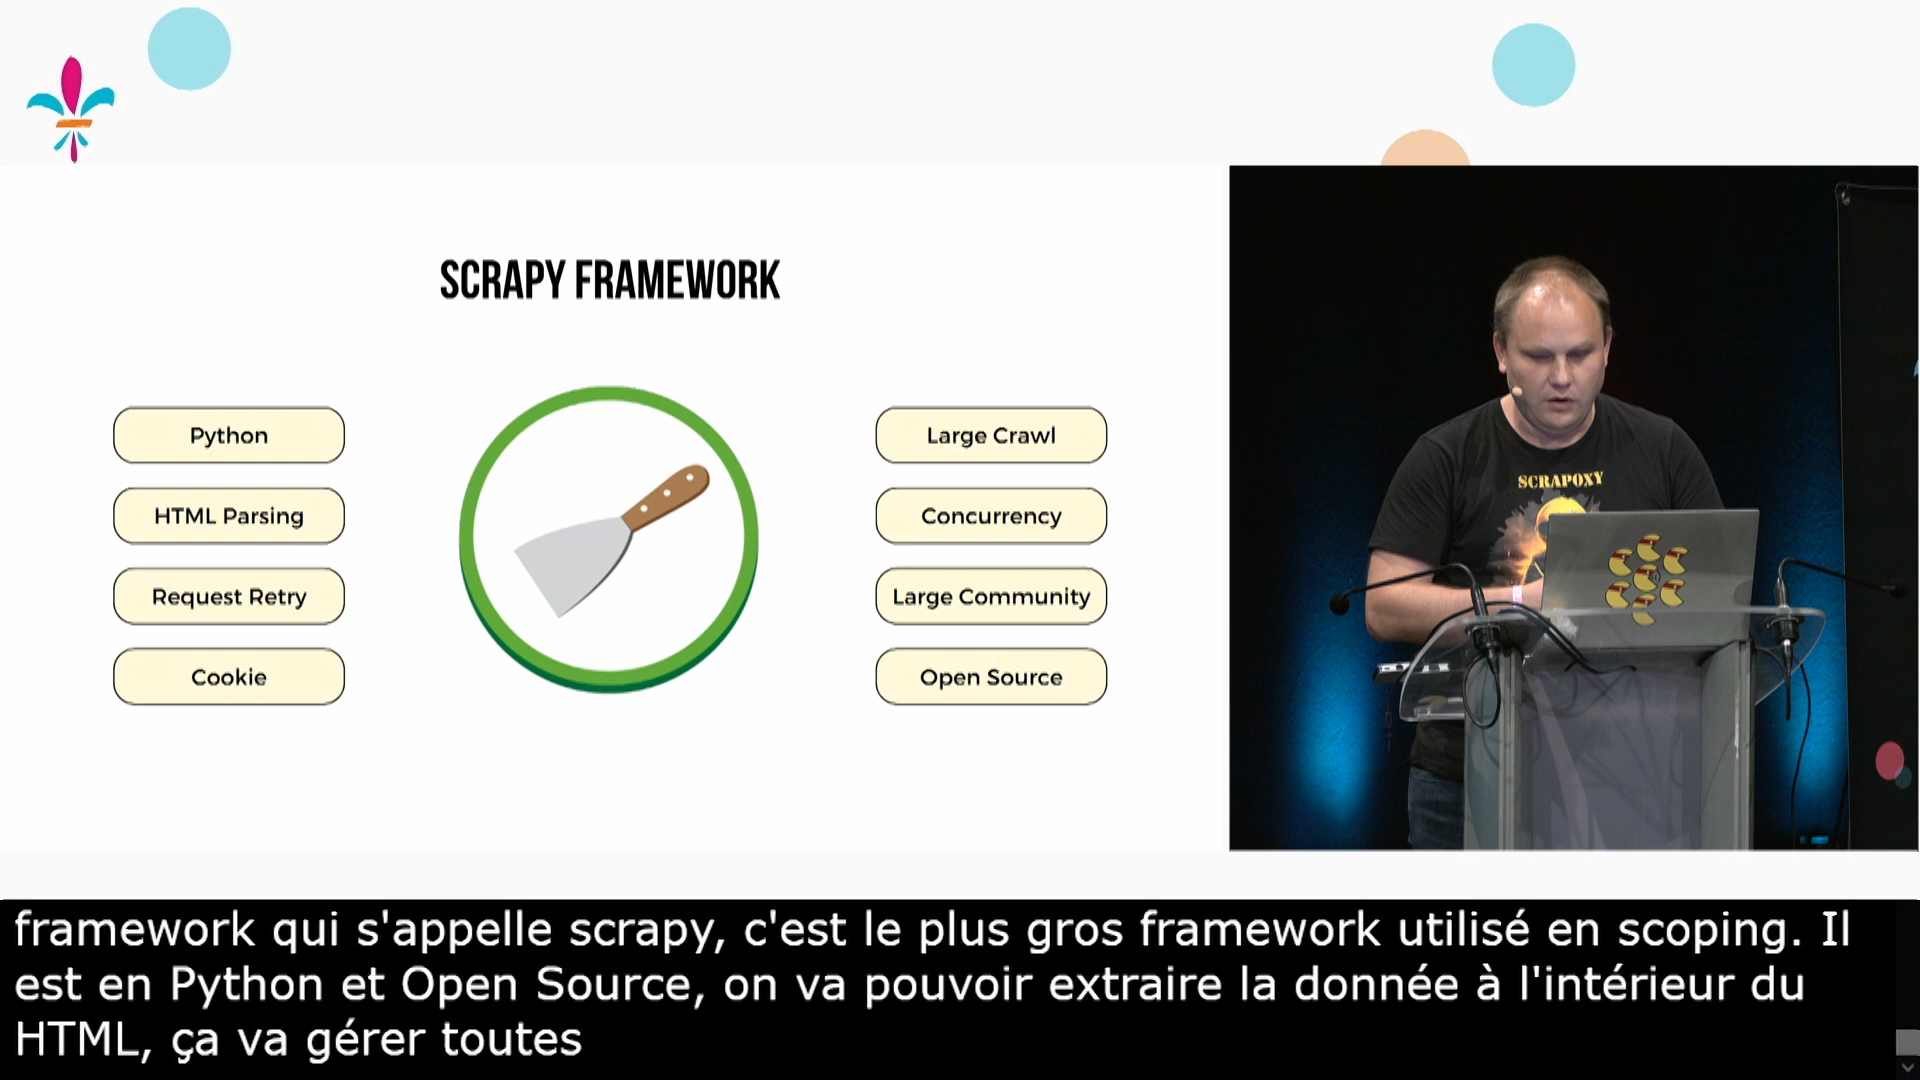 SCRAPY FRAMEWORK
Python
HTML Parsing
Request Retry
Cookie
Large Crawl
Concurrency
Large Community
Open Source
SCRAPOXY
framework qui s'appelle scrapy, c'est le plus gros framework utilisé en scoping. Il
est en Python et Open Source, on va pouvoir extraire la donnée à l'intérieur du
HTML, ça va gérer toutes